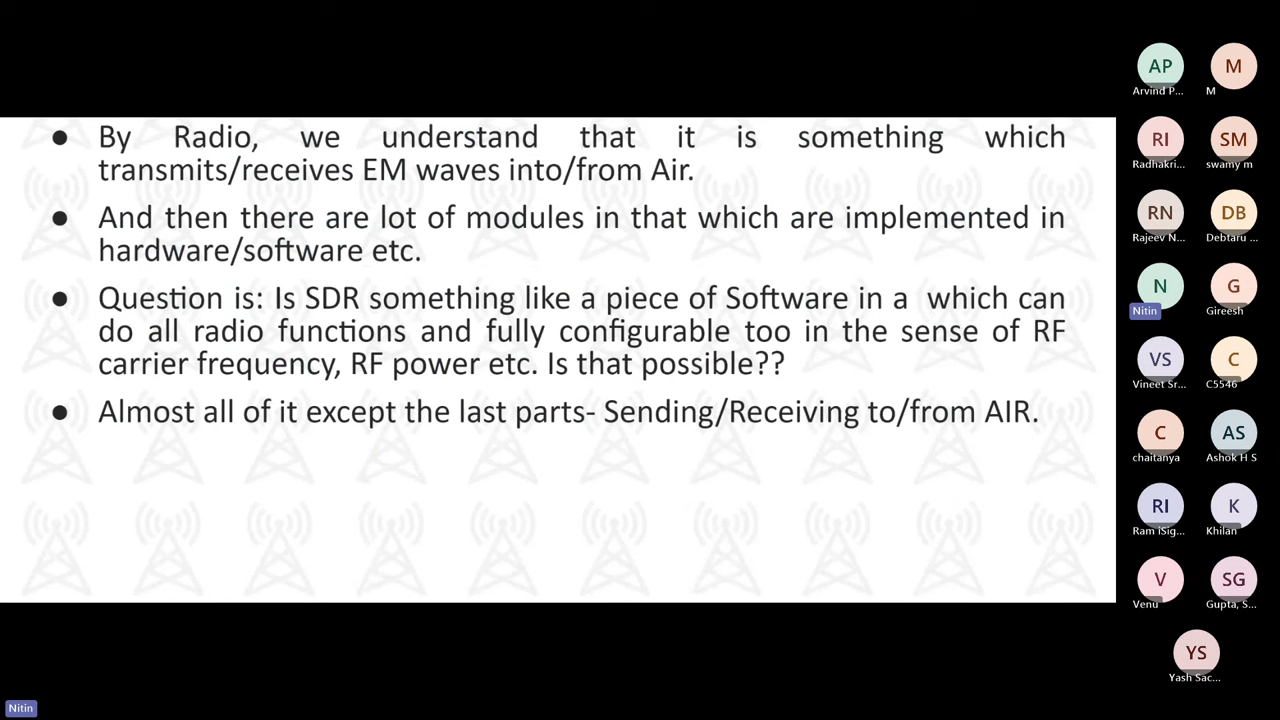 ● By Radio, we understand that it is something which
transmits/receives EM waves into/from Air.
● And then there are lot of modules in that which are implemented in
hardware/software etc.
● Question is: Is SDR something like a piece of Software in a which can
do all radio functions and fully configurable too in the sense of RF
carrier frequency, RF power etc. Is that possible??
● Almost all of it except the last parts- Sending/Receiving to/from AIR.
AP M
Arvind P... M
RI SM
Radhakri... swamy m
RN DB
Rajeev N... Debtaru ...
N G
Nitin Gireesh
VS C
Vineet Sr... C5546
C AS
chaitanya Ashok H S
RI K
Ram iSig... Khilan
V SG
Venu Gupta, S...
YS
Yash Sac...
Nitin